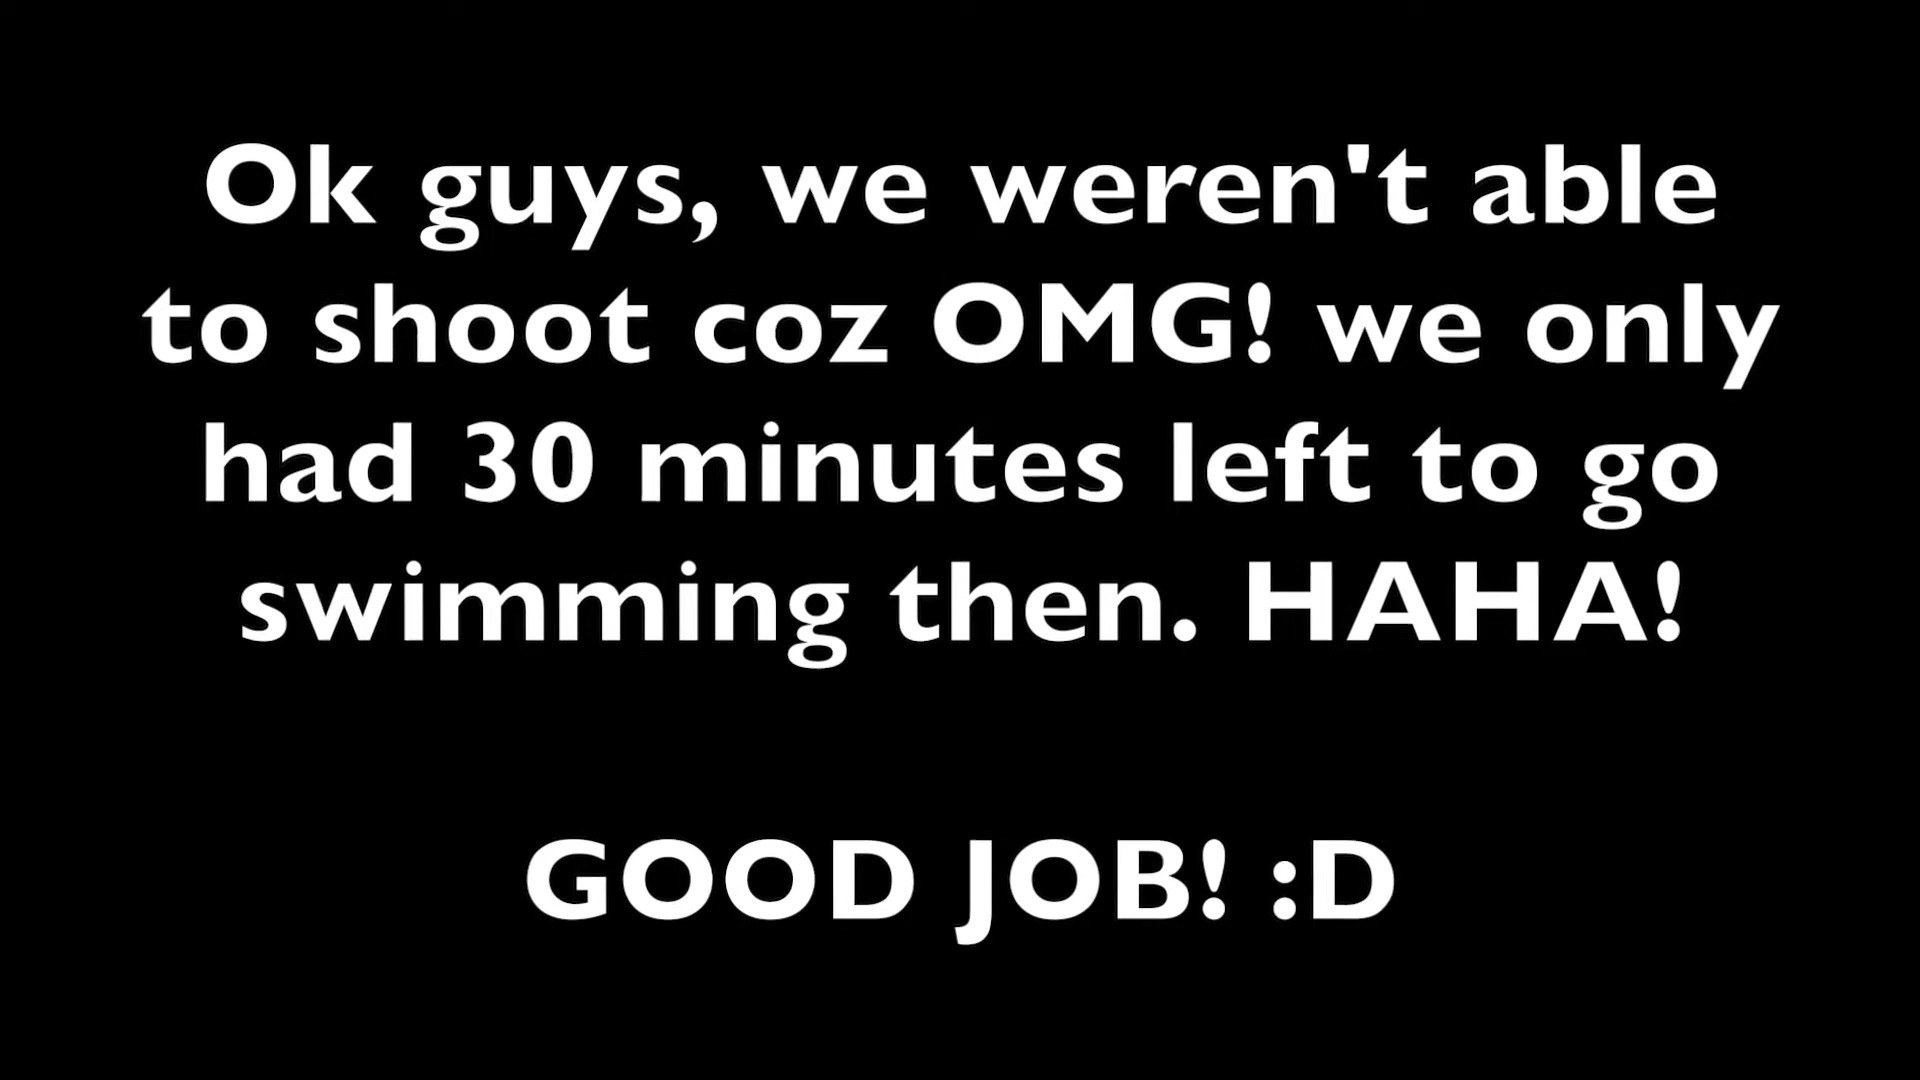 Ok guys, we weren't able
to shoot coz OMG! we only
had 30 minutes left to go
swimming then. HAHA!
GOOD JOB! :D